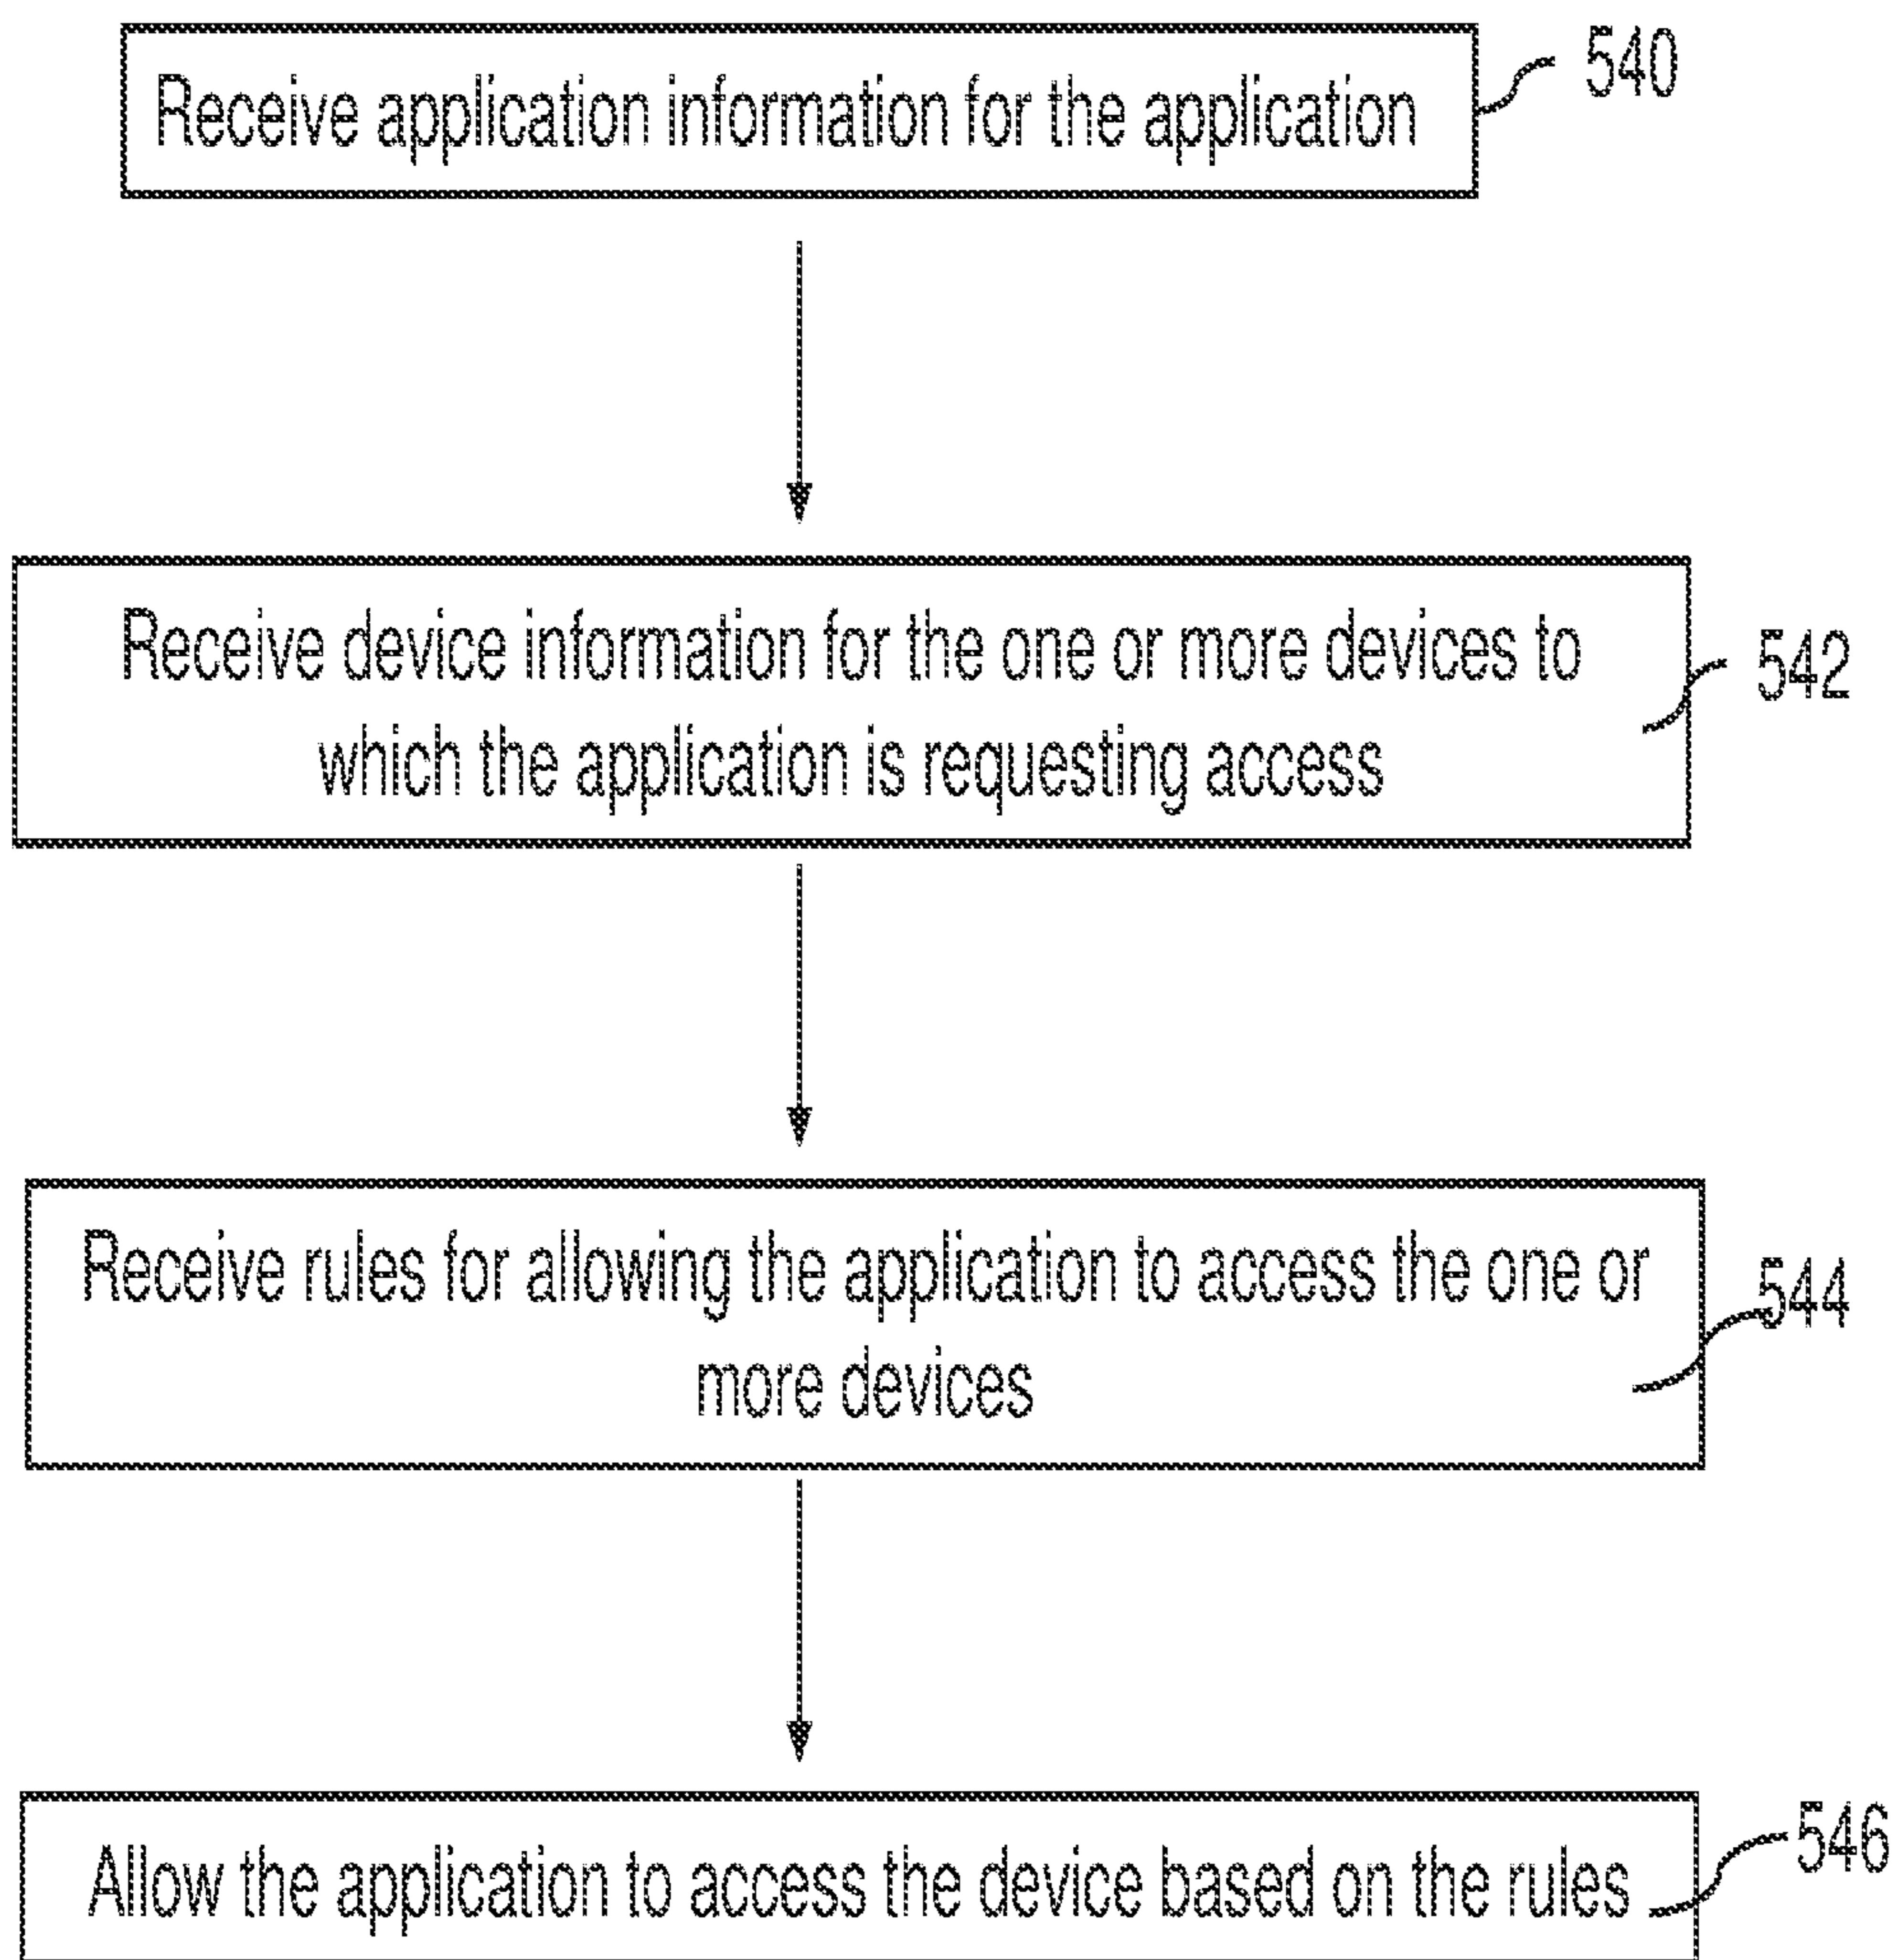 Receive application information for the application
540
Receive device information for the one or more devices to
which the application is requesting access
542
Receive rules for allowing the application to access the one or
more devices
544
Allow the application to access the device based on the rules
546